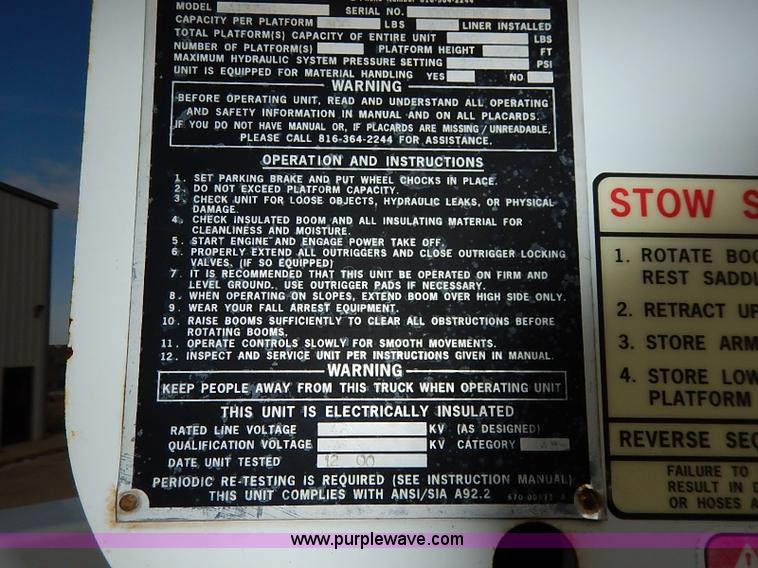 Phone Number 816-364-2244
MODEL SERIAL NO.
CAPACITY PER PLATFORM LBS LINER INSTALLED
TOTAL PLATFORM(S) CAPACITY OF ENTIRE UNIT LBS
NUMBER OF PLATFORM(S) PLATFORM HEIGHT FT
MAXIMUM HYDRAULIC SYSTEM PRESSURE SETTING PSI
UNIT IS EQUIPPED FOR MATERIAL HANDLING YES NO
WARNING
BEFORE OPERATING UNIT, READ AND UNDERSTAND ALL OPERATING
AND SAFETY INFORMATION IN MANUAL AND ON ALL PLACARDS.
IF YOU DO NOT HAVE MANUAL OR, IF PLACARDS ARE MISSING/UNREADABLE,
PLEASE CALL 816-364-2244 FOR ASSISTANCE.
OPERATION AND INSTRUCTIONS
1. SET PARKING BRAKE AND PUT WHEEL CHOCKS IN PLACE.
2. DO NOT EXCEED PLATFORM CAPACITY.
3. CHECK UNIT FOR LOOSE OBJECTS, HYDRAULIC LEAKS, OR PHYSICAL
DAMAGE.
4. CHECK INSULATED BOOM AND ALL INSULATING MATERIAL FOR
CLEANLINESS AND MOISTURE.
5. START ENGINE AND ENGAGE POWER TAKE OFF.
6. PROPERLY EXTEND ALL OUTRIGGERS AND CLOSE OUTRIGGER LOCKING
VALVES. (IF SO EQUIPPED)
7. IT IS RECOMMENDED THAT THIS UNIT BE OPERATED ON FIRM AND
LEVEL GROUND. USE OUTRIGGER PADS IF NECESSARY.
8. WHEN OPERATING ON SLOPES, EXTEND BOOM OVER HIGH SIDE ONLY.
9. WEAR YOUR FALL ARREST EQUIPMENT.
10. RAISE BOOMS SUFFICIENTLY TO CLEAR ALL OBSTRUCTIONS BEFORE
ROTATING BOOMS.
11. OPERATE CONTROLS SLOWLY FOR SMOOTH MOVEMENTS.
12. INSPECT AND SERVICE UNIT PER INSTRUCTIONS GIVEN IN MANUAL.
WARNING
KEEP PEOPLE AWAY FROM THIS TRUCK WHEN OPERATING UNIT
THIS UNIT IS ELECTRICALLY INSULATED
RATED LINE VOLTAGE KV (AS DESIGNED)
QUALIFICATION VOLTAGE KV CATEGORY
DATE UNIT TESTED 12 00
PERIODIC RE-TESTING IS REQUIRED (SEE INSTRUCTION MANUAL)
THIS UNIT COMPLIES WITH ANSI/SIA A92.2
STOW S
1. ROTATE BOO
REST SADDL
2. RETRACT UP
3. STORE ARM
4. STORE LOW
PLATFORM
REVERSE SEQ
FAILURE TO
RESULT IN D
OR HOSES A
www.purplewave.com